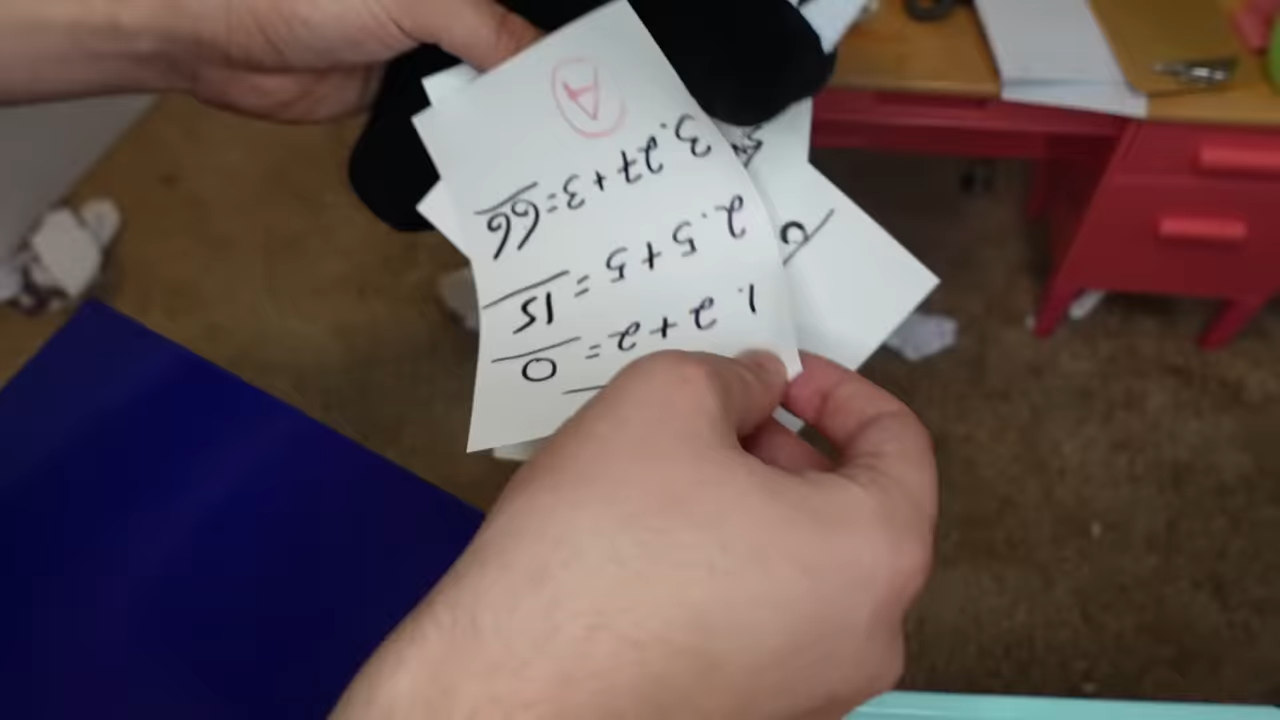 1. 2+2= 0
2. 5+5= 15
3. 27+3= 66
A